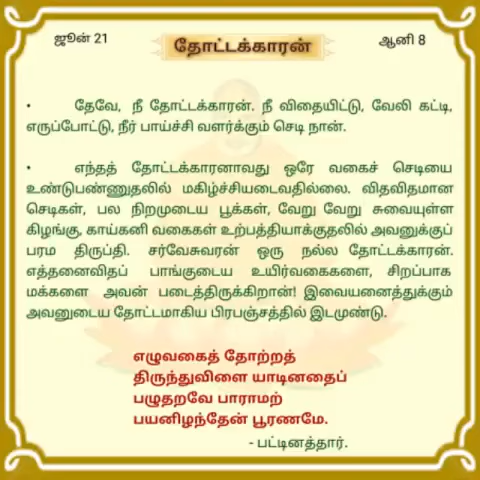 ஜூன் 21
தோட்டக்காரன்
ஆனி 8
• தேவே, நீ தோட்டக்காரன். நீ விதையிட்டு, வேலி கட்டி,
எருப்போட்டு, நீர் பாய்ச்சி வளர்க்கும் செடி நான்.
• எந்தத் தோட்டக்காரனாவது ஒரே வகைச் செடியை
உண்டுபண்ணுதலில் மகிழ்ச்சியடைவதில்லை. விதவிதமான
செடிகள், பல நிறமுடைய பூக்கள், வேறு வேறு சுவையுள்ள
கிழங்கு, காய்கனி வகைகள் உற்பத்தியாக்குதலில் அவனுக்குப்
பரம திருப்தி. சர்வேசுவரன் ஒரு நல்ல தோட்டக்காரன்.
எத்தனைவிதப் பாங்குடைய உயிர்வகைகளை, சிறப்பாக
மக்களை அவன் படைத்திருக்கிறான்! இவையனைத்துக்கும்
அவனுடைய தோட்டமாகிய பிரபஞ்சத்தில் இடமுண்டு.
எழுவகைத் தோற்றத்
திருந்துவிளை யாடினதைப்
பழுதறவே பாராமற்
பயனிழந்தேன் பூரணமே.
- பட்டினத்தார்.